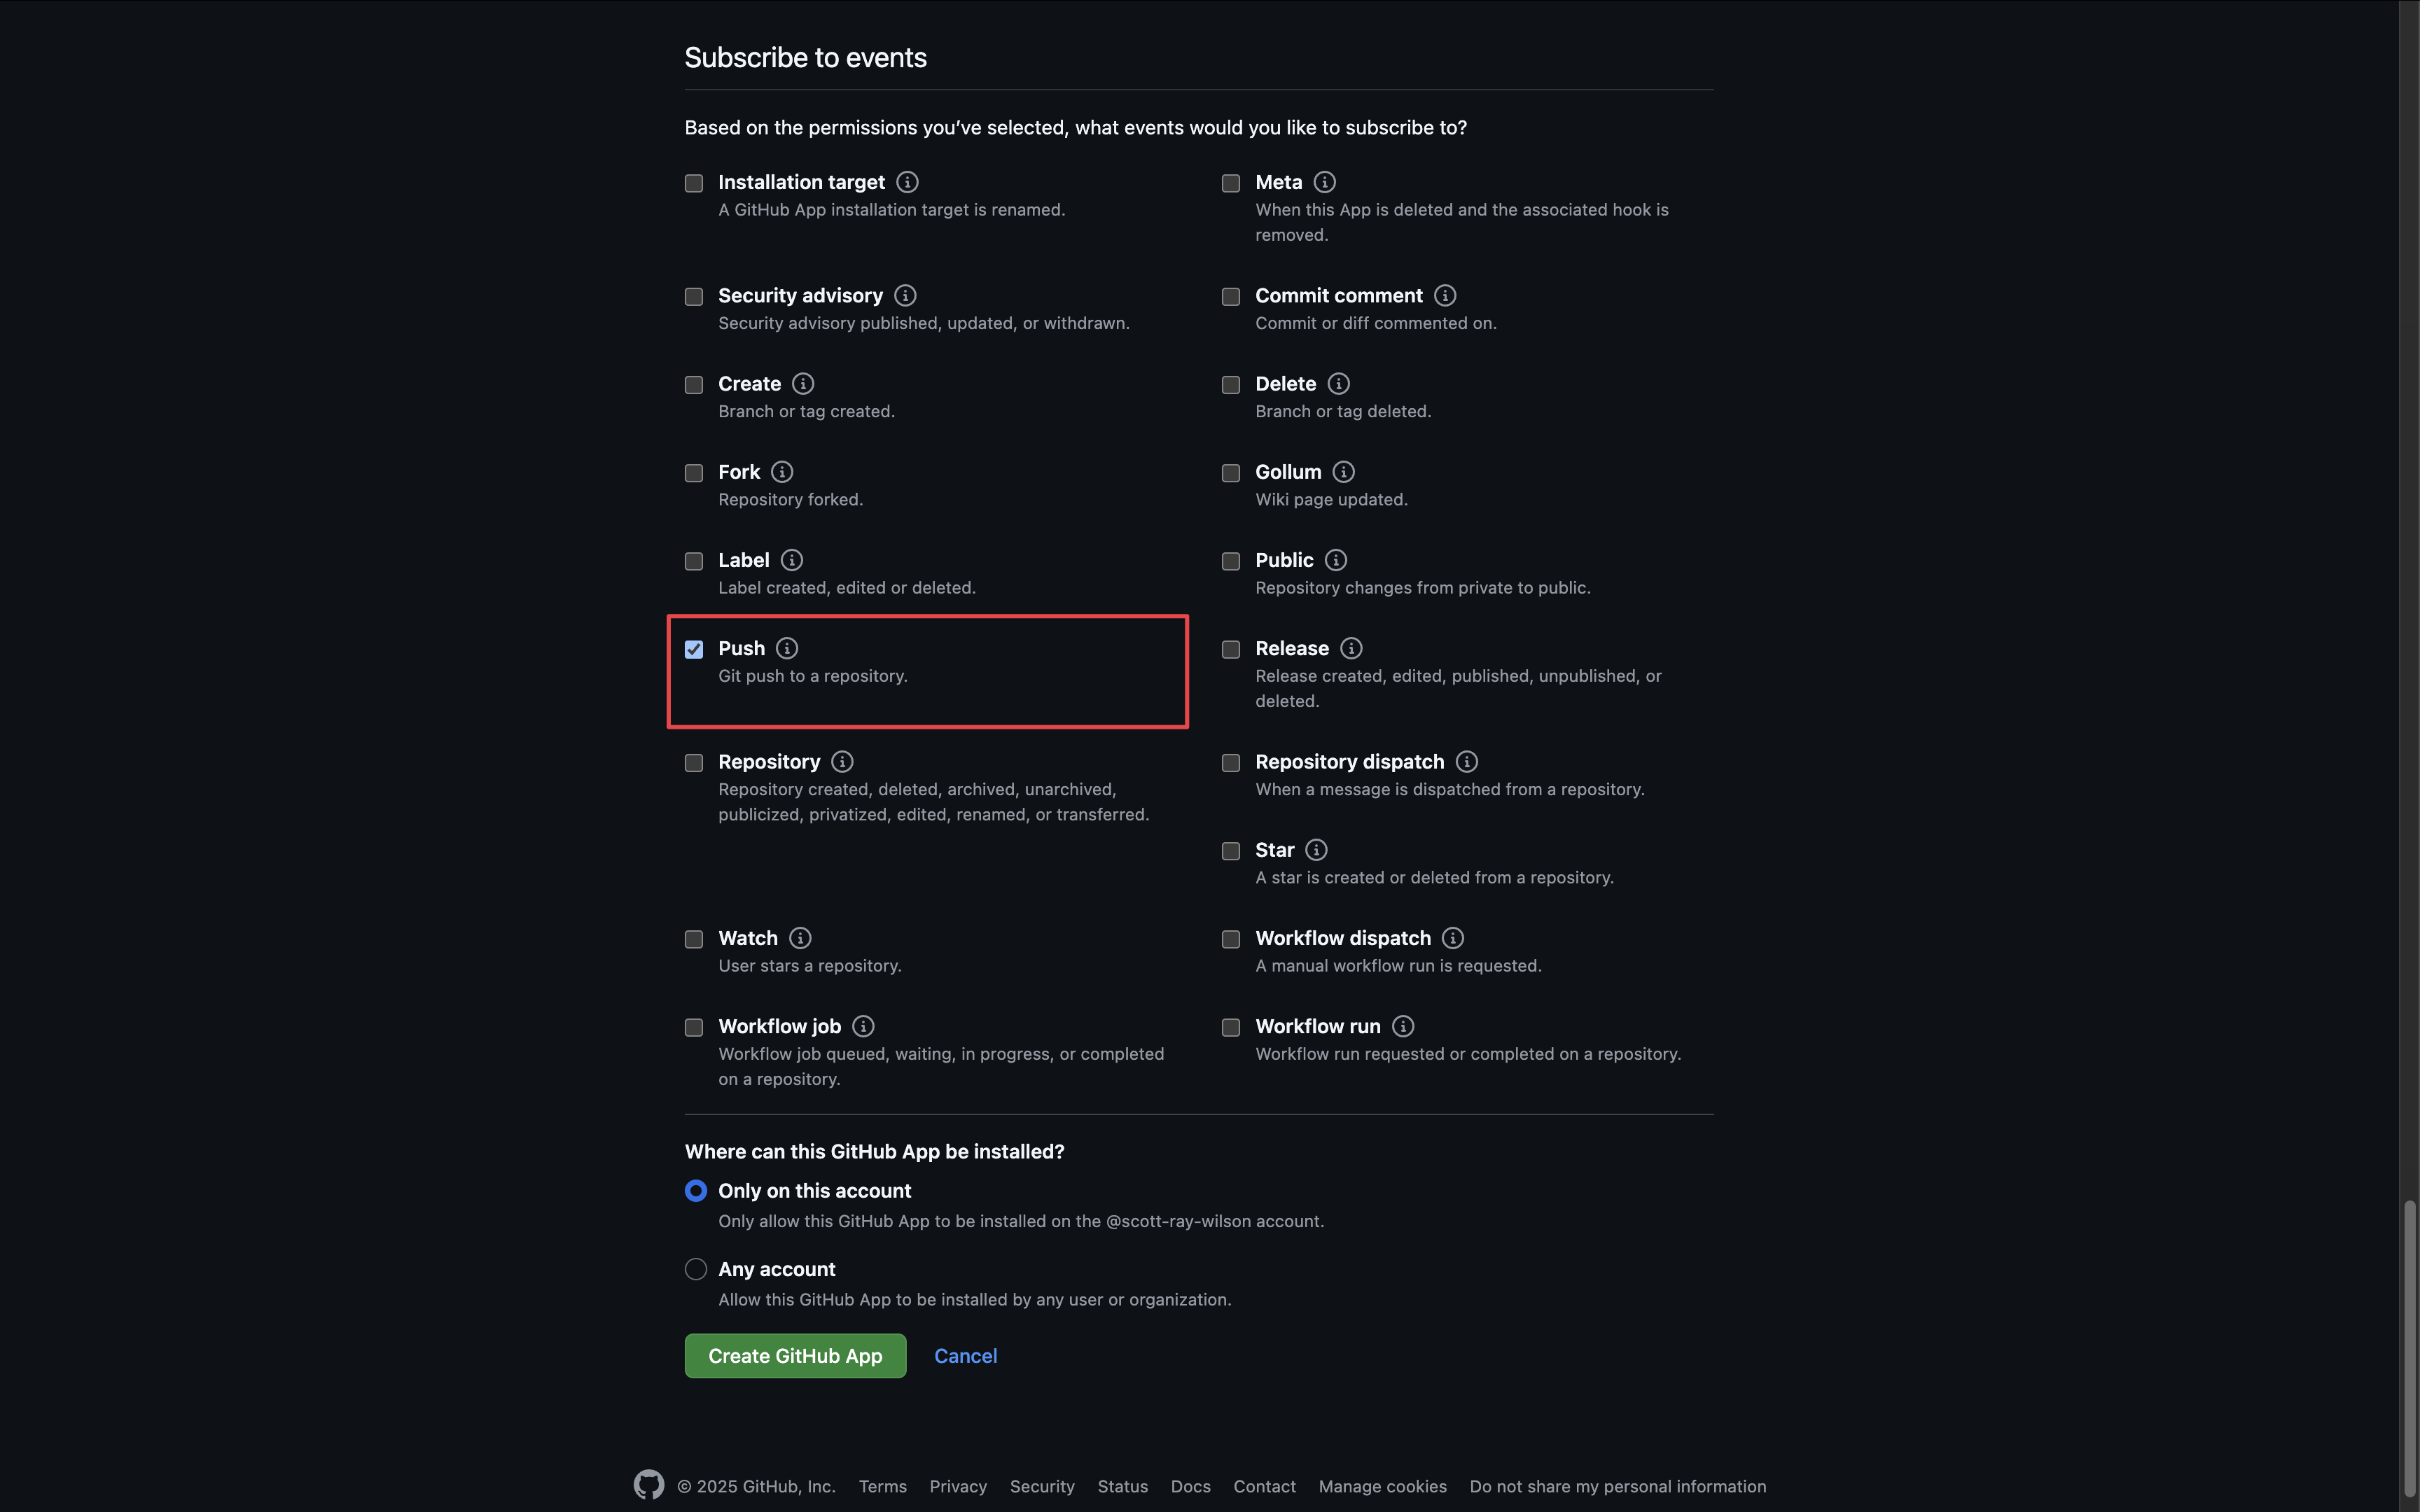 Subscribe to events
Based on the permissions you’ve selected, what events would you like to subscribe to?
Installation target
A GitHub App installation target is renamed.
Meta
When this App is deleted and the associated hook is
removed.
Security advisory
Security advisory published, updated, or withdrawn.
Commit comment
Commit or diff commented on.
Create
Branch or tag created.
Delete
Branch or tag deleted.
Fork
Repository forked.
Gollum
Wiki page updated.
Label
Label created, edited or deleted.
Public
Repository changes from private to public.
Push
Git push to a repository.
Release
Release created, edited, published, unpublished, or
deleted.
Repository
Repository created, deleted, archived, unarchived,
publicized, privatized, edited, renamed, or transferred.
Repository dispatch
When a message is dispatched from a repository.
Star
A star is created or deleted from a repository.
Watch
User stars a repository.
Workflow dispatch
A manual workflow run is requested.
Workflow job
Workflow job queued, waiting, in progress, or completed
on a repository.
Workflow run
Workflow run requested or completed on a repository.
Where can this GitHub App be installed?
Only on this account
Only allow this GitHub App to be installed on the @scott-ray-wilson account.
Any account
Allow this GitHub App to be installed by any user or organization.
Create GitHub App Cancel
© 2025 GitHub, Inc. Terms Privacy Security Status Docs Contact Manage cookies Do not share my personal information